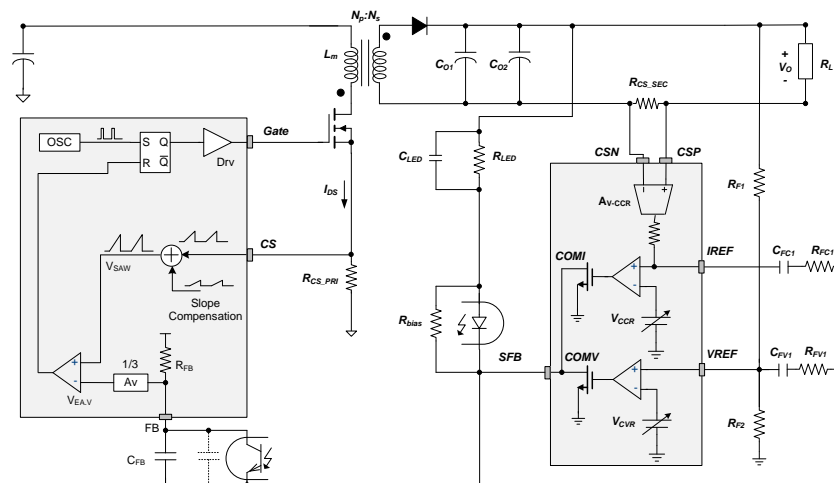 Np:Ns
Lm
CO1
CO2
RCS_SEC
+
VO
-
RL
OSC
S
Q
R
Q
Drv
Gate
CLED
RLED
CSN
CSP
-
+
AV-CCR
RF1
IDS
CS
VSAW
+
Slope
Compensation
RCS_PRI
COMI
+
-
IREF
CFC1
RFC1
VCCR
Rbias
SFB
COMV
+
-
VREF
CFV1
RFV1
VCVR
RF2
RFB
1/3
Av
+
-
VEA.V
FB
CFB